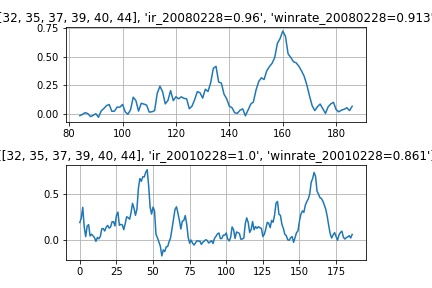 [32, 35, 37, 39, 40, 44], 'ir_20080228=0.96', 'winrate_20080228=0.913'
0.75
0.50
0.25
0.00
80 100 120 140 160 180
[[32, 35, 37, 39, 40, 44], 'ir_20010228=1.0', 'winrate_20010228=0.861']
0.5
0.0
0 25 50 75 100 125 150 175